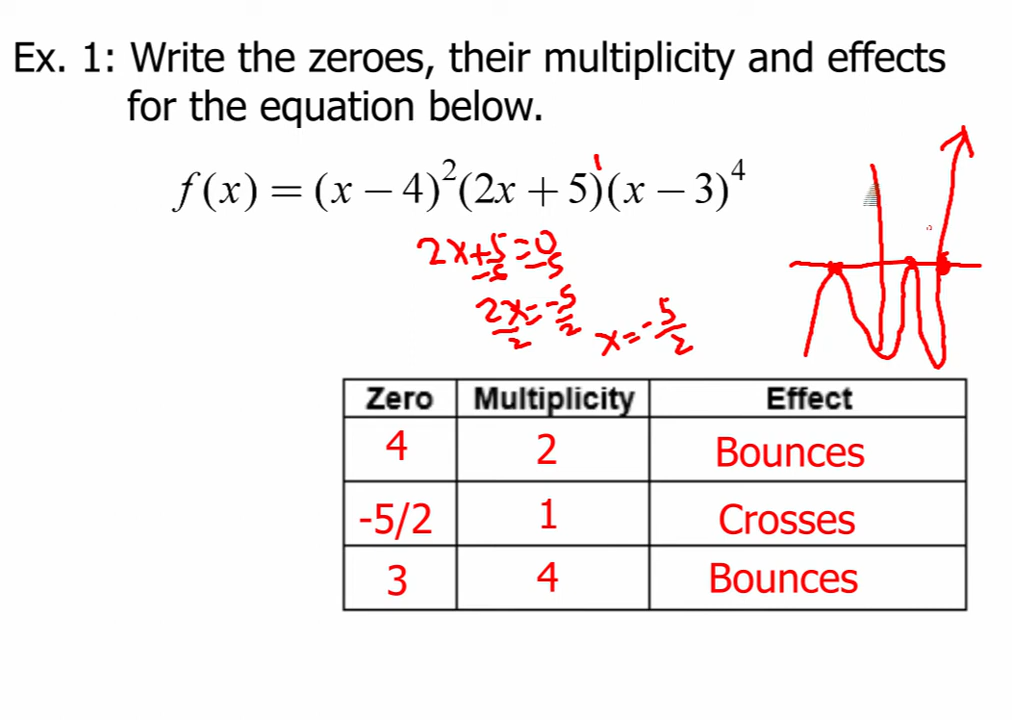 Ex. 1: Write the zeroes, their multiplicity and effects
for the equation below.
f(x) = (x − 4)²(2x + 5)¹(x − 3)⁴
2x+5=0
−5 −5
2x=-5
2 2
x=-5/2
Zero Multiplicity Effect
4 2 Bounces
-5/2 1 Crosses
3 4 Bounces